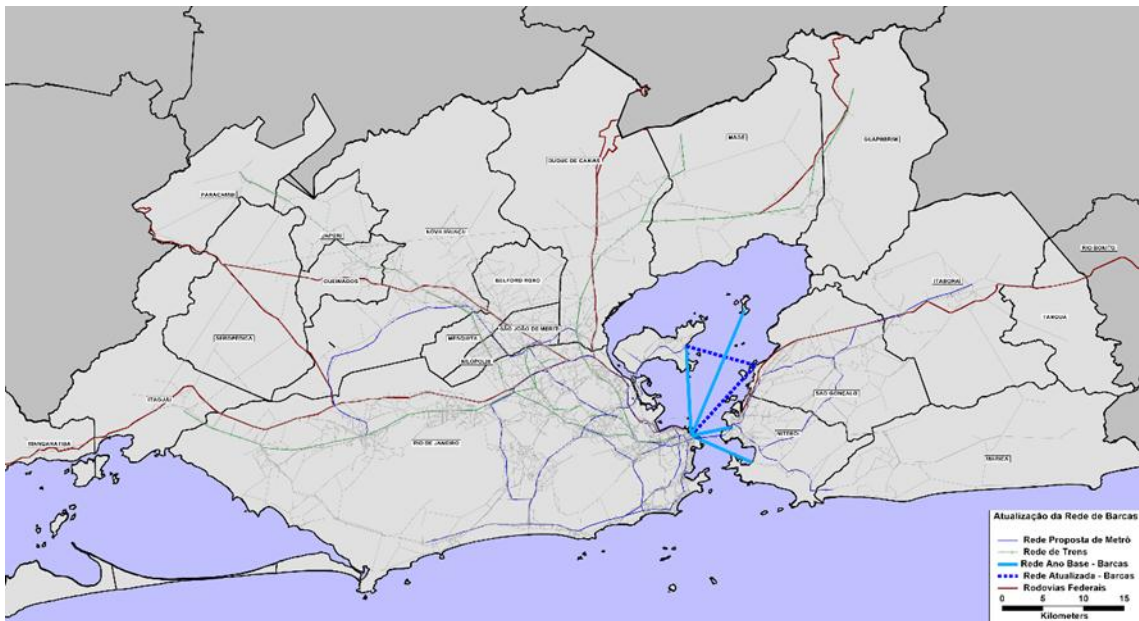 MAGÉ
GUAPIMIRIM
DUQUE DE CAXIAS
PARACAMBI
JAPERI
NOVA IGUAÇU
RIO BONITO
QUEIMADOS
BELFORD ROXO
ITABORAÍ
TANGUÁ
SÃO JOÃO DE MERITI
SEROPÉDICA
MESQUITA
NILÓPOLIS
SÃO GONÇALO
ITAGUAÍ
NITERÓI
MANGARATIBA
RIO DE JANEIRO
MARICÁ
Atualização da Rede de Barcas
Rede Proposta de Metrô
Rede de Trens
Rede Ano Base - Barcas
Rede Atualizada - Barcas
Rodovias Federais
0 5 10 15
Kilometers